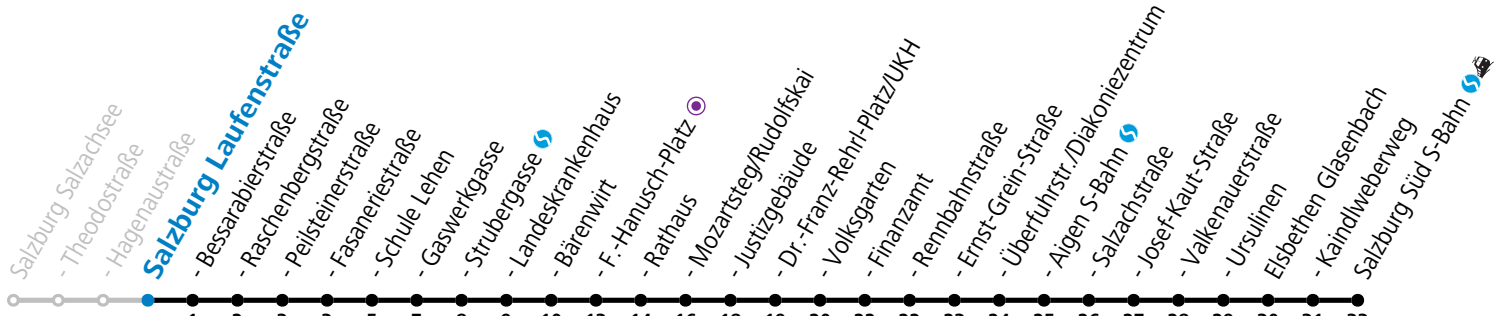 Salzburg Salzachsee
- Theodostraße
- Hagenaustraße
Salzburg Laufenstraße
- Bessarabierstraße
- Raschenbergstraße
- Peilsteinerstraße
- Fasaneriestraße
- Schule Lehen
- Gaswerkgasse
- Strubergasse
- Landeskrankenhaus
- Bärenwirt
- F.-Hanusch-Platz
- Rathaus
- Mozartsteg/Rudolfskai
- Justizgebäude
- Dr.-Franz-Rehrl-Platz/UKH
- Volksgarten
- Finanzamt
- Rennbahnstraße
- Ernst-Grein-Straße
- Überfuhrstr./Diakoniezentrum
- Aigen S-Bahn
- Salzachstraße
- Josef-Kaut-Straße
- Valkenauerstraße
- Ursulinen
Elsbethen Glasenbach
- Kaindlweberweg
Salzburg Süd S-Bahn